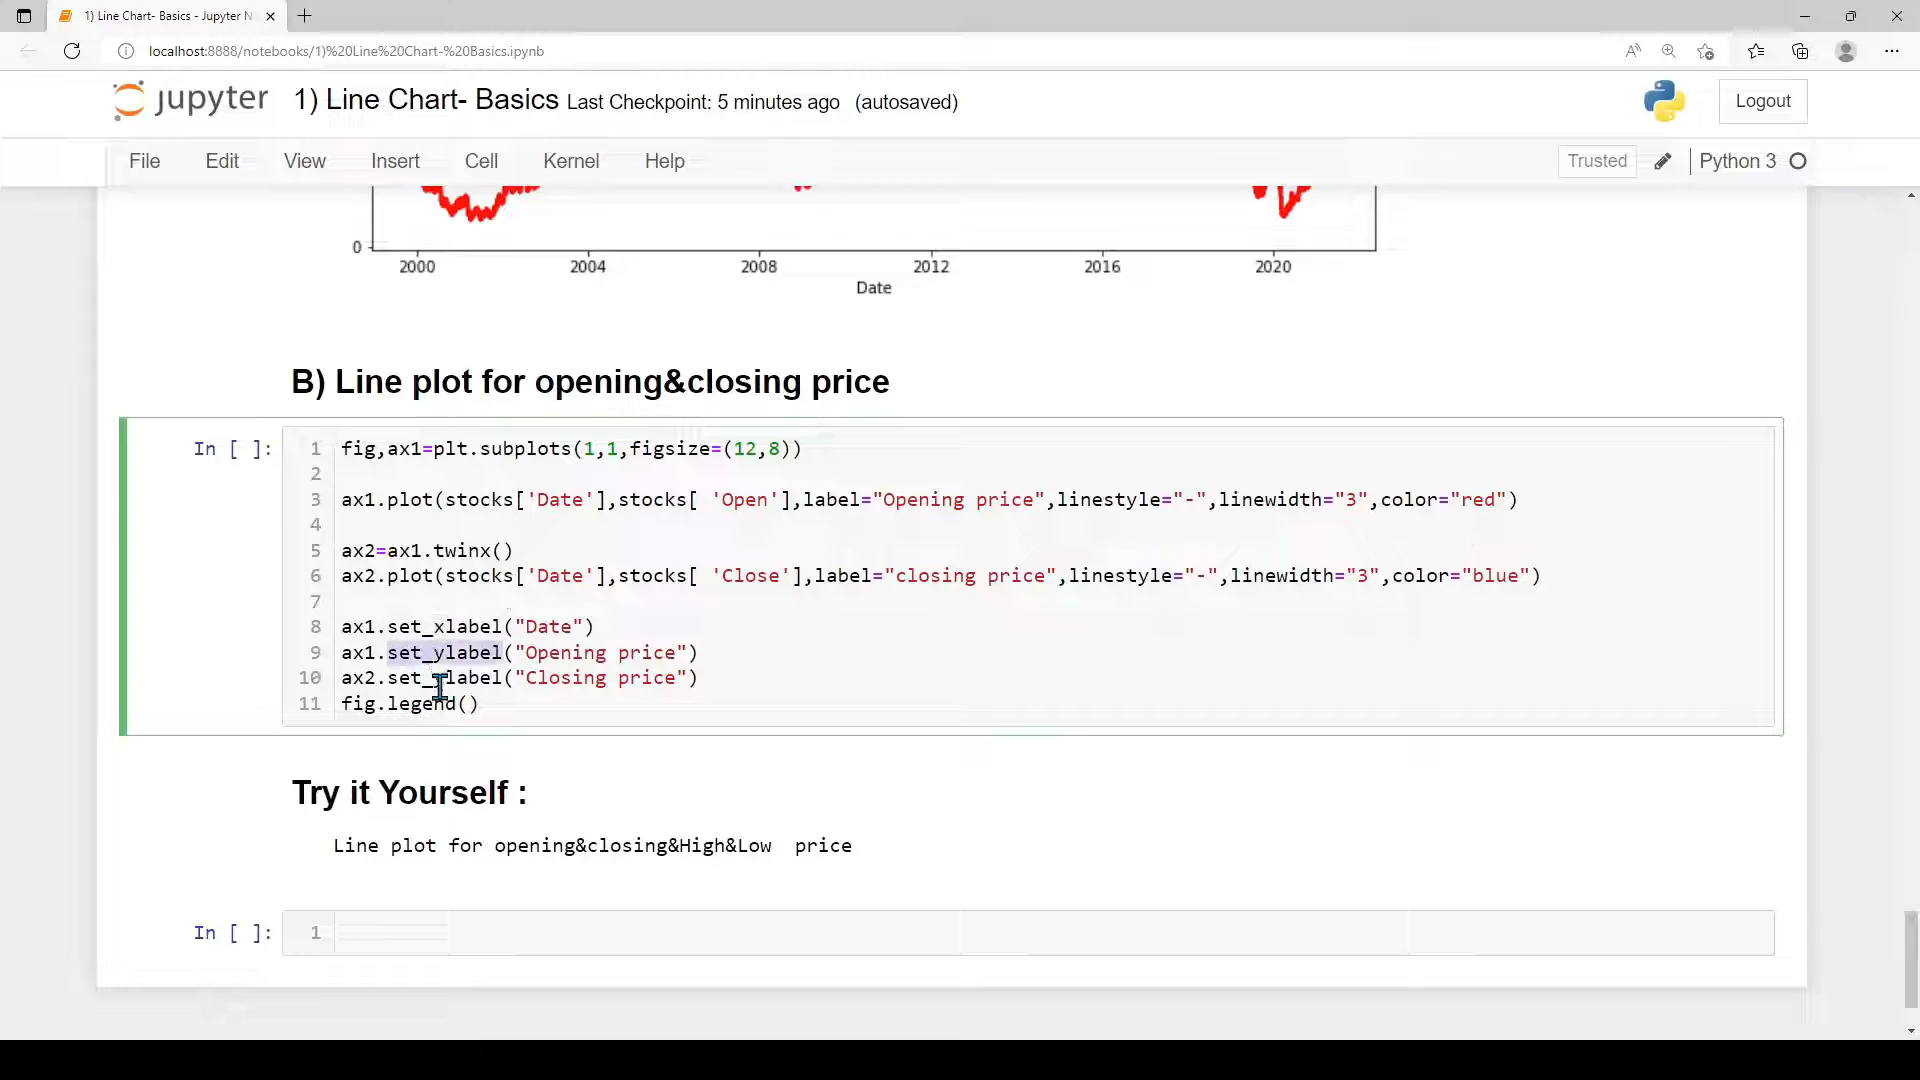 1) Line Chart- Basics - Jupyter N
localhost:8888/notebooks/1)%20Line%20Chart-%20Basics.ipynb
jupyter 1) Line Chart- Basics Last Checkpoint: 5 minutes ago (autosaved) Logout
File Edit View Insert Cell Kernel Help Trusted Python 3
0
2000 2004 2008 2012 2016 2020
Date
B) Line plot for opening&closing price
In [ ]: 1 fig,ax1=plt.subplots(1,1,figsize=(12,8))
2
3 ax1.plot(stocks['Date'],stocks[ 'Open'],label="Opening price",linestyle="-",linewidth="3",color="red")
4
5 ax2=ax1.twinx()
6 ax2.plot(stocks['Date'],stocks[ 'Close'],label="closing price",linestyle="-",linewidth="3",color="blue")
7
8 ax1.set_xlabel("Date")
9 ax1.set_ylabel("Opening price")
10 ax2.set_ylabel("Closing price")
11 fig.legend()
Try it Yourself :
Line plot for opening&closing&High&Low price
In [ ]: 1